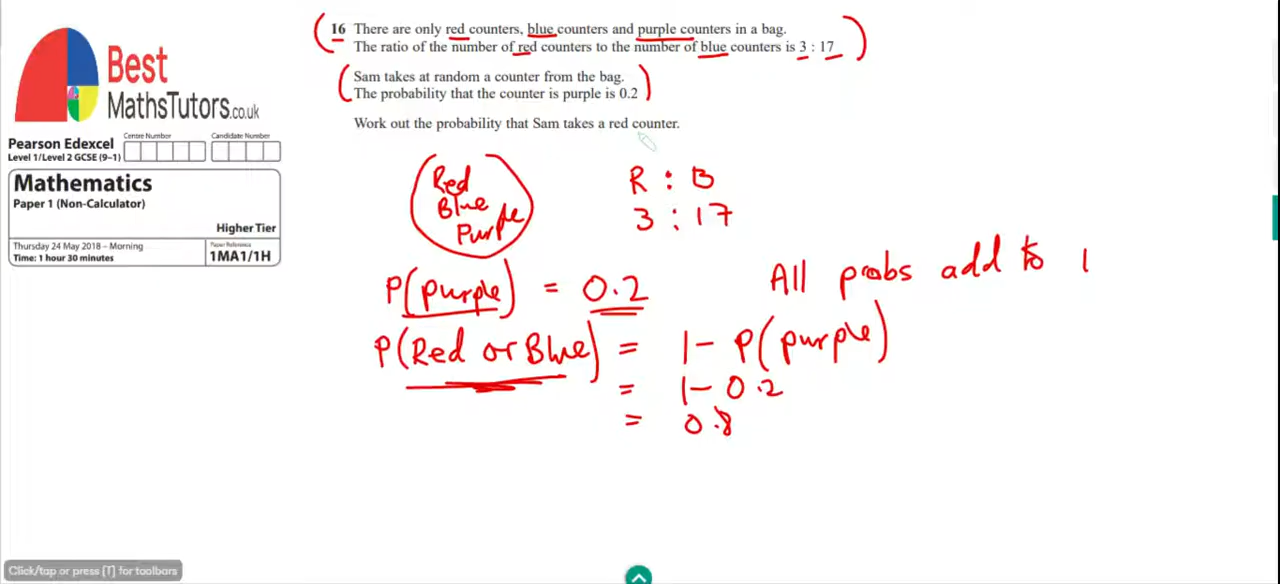 16 There are only red counters, blue counters and purple counters in a bag.
The ratio of the number of red counters to the number of blue counters is 3 : 17
Sam takes at random a counter from the bag.
The probability that the counter is purple is 0.2
Work out the probability that Sam takes a red counter.
Best
MathsTutors.co.uk
Pearson Edexcel
Level 1/Level 2 GCSE (9–1)
Centre Number
Candidate Number
Mathematics
Paper 1 (Non-Calculator)
Higher Tier
Thursday 24 May 2018 – Morning
Time: 1 hour 30 minutes
Paper Reference
1MA1/1H
Red
Blue
Purple
R : B
3 : 17
P(purple) = 0.2
All probs add to 1
P(Red or Blue) = 1 - P(purple)
= 1 - 0.2
= 0.8
Click/tap or press [T] for toolbars